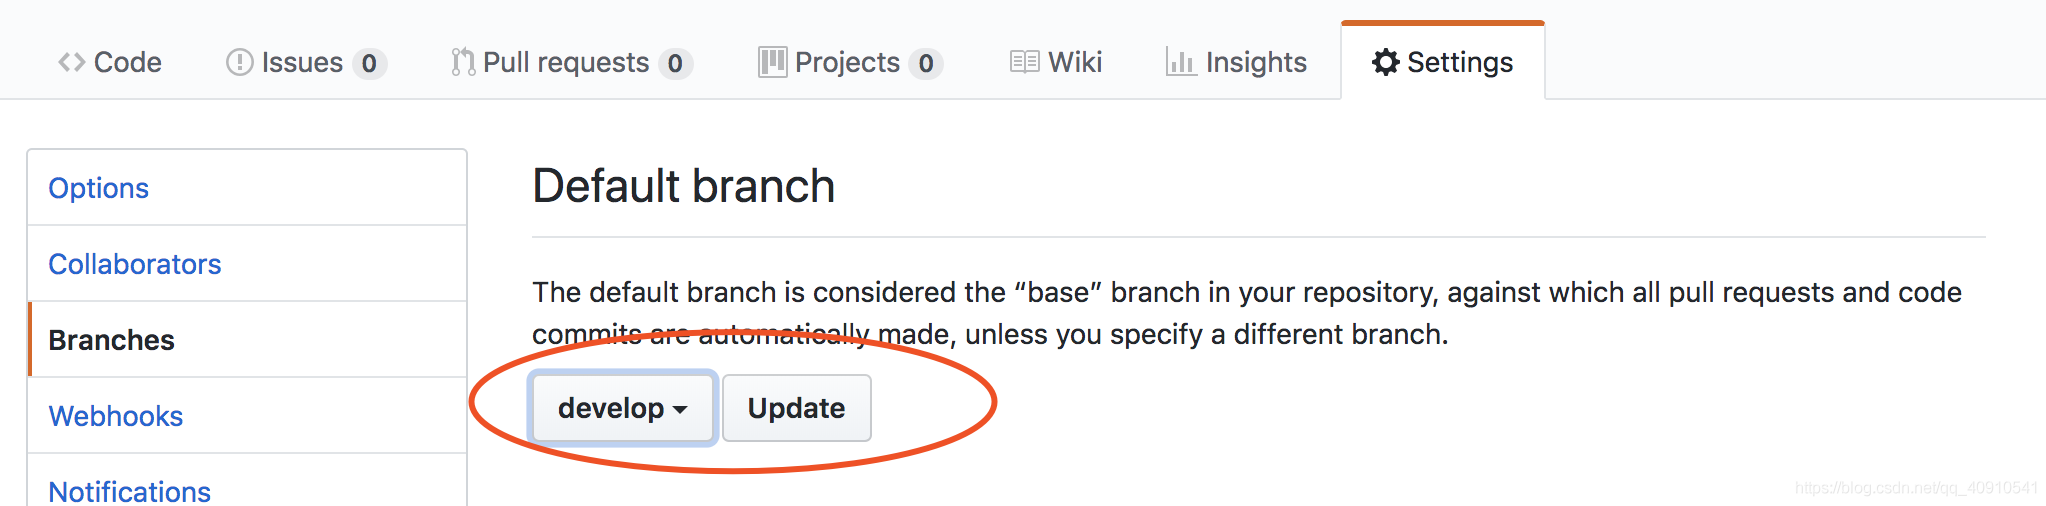 Code Issues 0 Pull requests 0 Projects 0 Wiki Insights Settings
Options
Collaborators
Branches
Webhooks
Notifications
Default branch
The default branch is considered the “base” branch in your repository, against which all pull requests and code
commits are automatically made, unless you specify a different branch.
develop Update
https://blog.csdn.net/qq_40910541